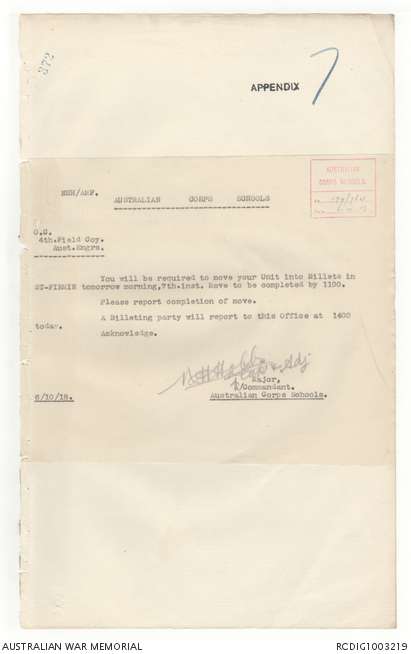 372
APPENDIX 7
NHH/AMF.
AUSTRALIAN CORPS SCHOOLS
AUSTRALIAN
CORPS SCHOOLS.
O.C.
4th.Field Coy.
Aust.Engrs.
You will be required to move your Unit into Billets in
ST-FIRMIN tomorrow morning,7th.inst. Move to be completed by 1100.
Please report completion of move.
A Billeting party will report to this Office at 1400
today.
Acknowledge.
Capt & Adj
Major,
Commandant.
6/10/18.
Australian Corps Schools.
AUSTRALIAN WAR MEMORIAL
RCDIG1003219